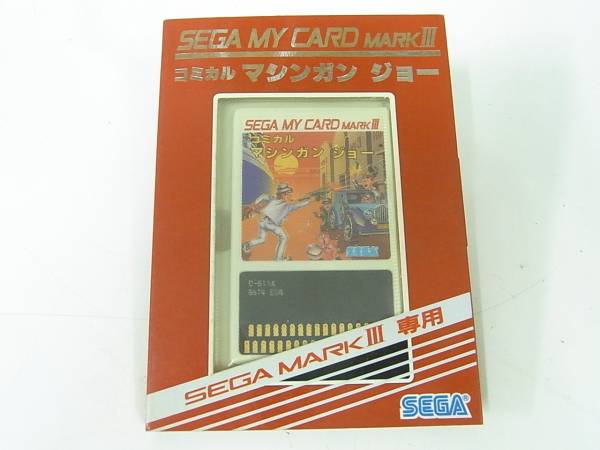 SEGA MY CARD MARK III
コミカル マシンガン ジョー
SEGA MY CARD MARK III
コミカル
マシンガン ジョー
SEGA
C-511A
SEGA MARK III 専用
SEGA®